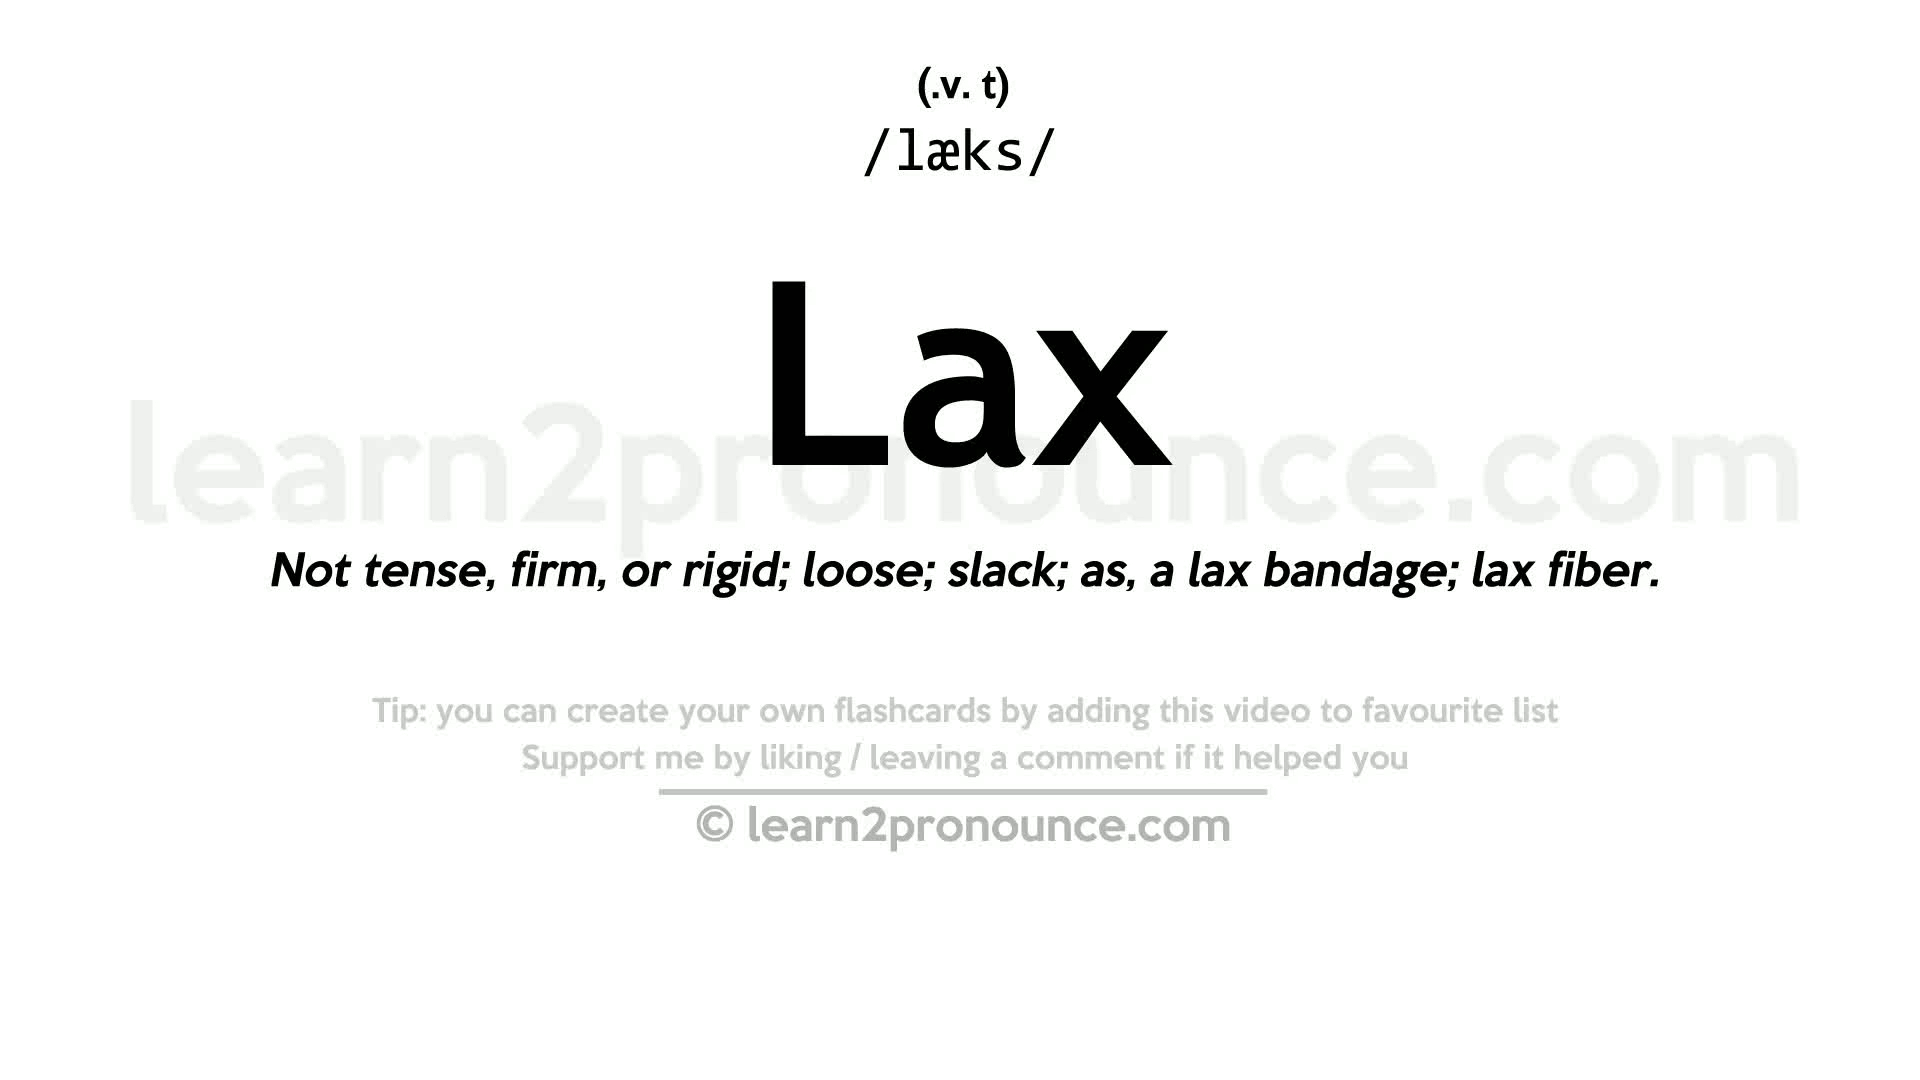 (.v. t)
/læks/
Lax
learn2pronounce.com
Not tense, firm, or rigid; loose; slack; as, a lax bandage; lax fiber.
Tip: you can create your own flashcards by adding this video to favourite list
Support me by liking / leaving a comment if it helped you
© learn2pronounce.com